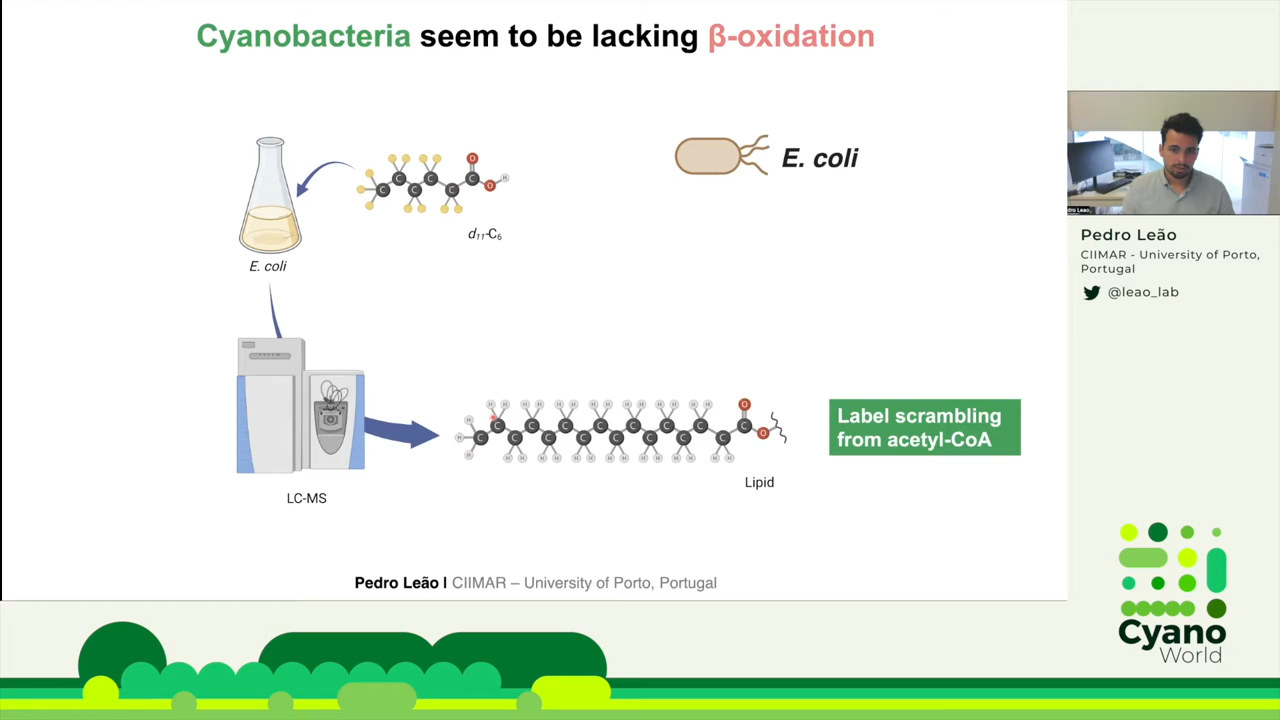 Cyanobacteria seem to be lacking β-oxidation
E. coli
d₁₁-C₆
E. coli
LC-MS
Lipid
Label scrambling
from acetyl-CoA
Pedro Leão | CIIMAR – University of Porto, Portugal
Pedro Leão
CIIMAR - University of Porto,
Portugal
@leao_lab
Cyano
World